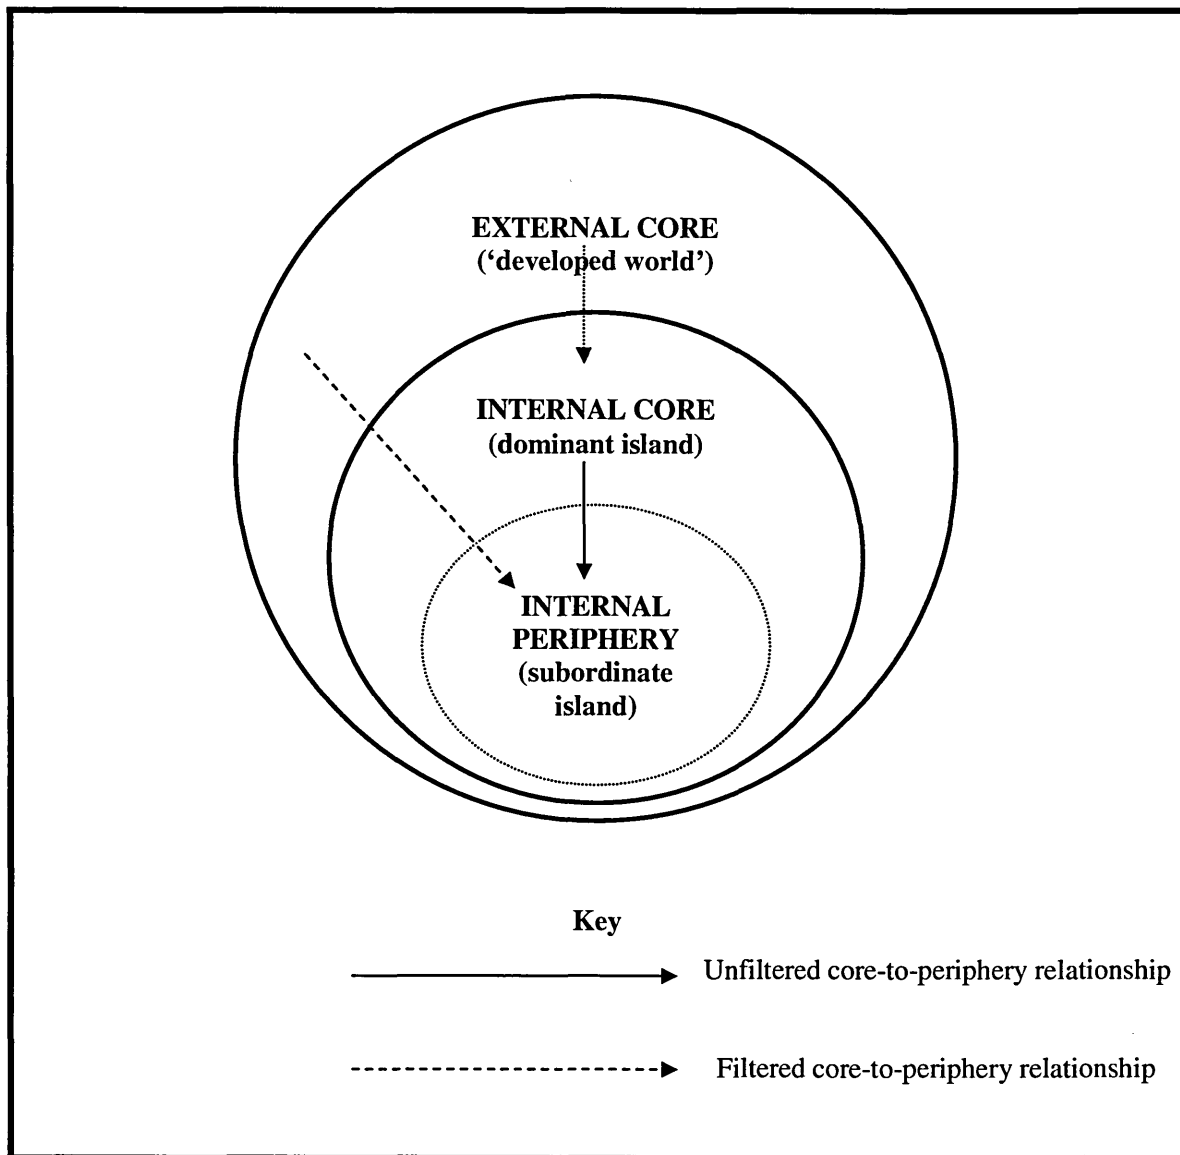 EXTERNAL CORE
(‘developed world’)
INTERNAL CORE
(dominant island)
INTERNAL
PERIPHERY
(subordinate
island)
Key
Unfiltered core-to-periphery relationship
Filtered core-to-periphery relationship